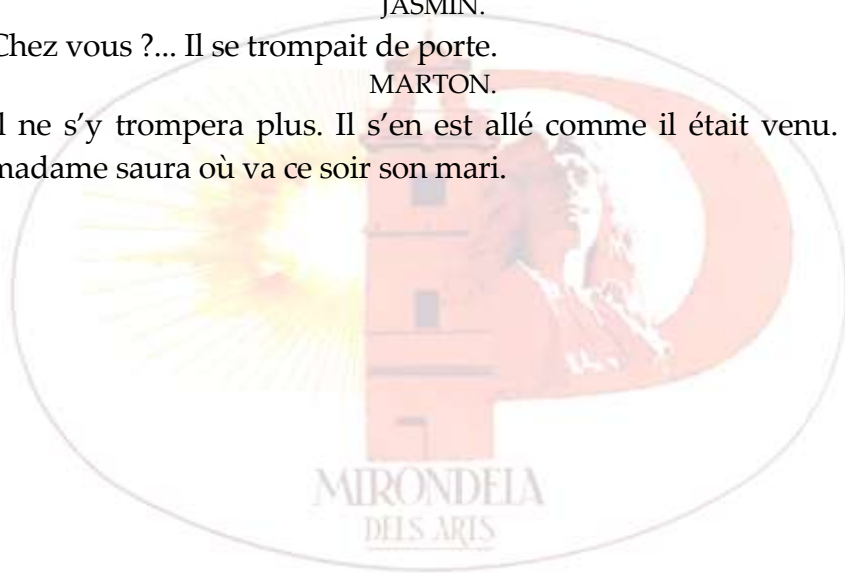 JASMIN.
Chez vous ?... Il se trompait de porte.
MARTON.
Il ne s'y trompera plus. Il s'en est allé comme il était venu.
madame saura où va ce soir son mari.
MIRONDELA
DELS ARTS